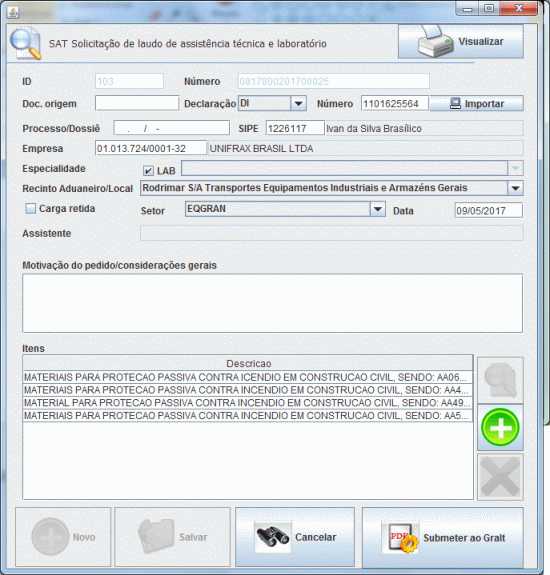 SAT Solicitação de laudo de assistência técnica e laboratório
Visualizar
ID 103 Número 0817800201700025
Doc. origem Declaração DI Número 1101625564 Importar
Processo/Dossiê . / - SIPE 1226117 Ivan da Silva Brasílico
Empresa 01.013.724/0001-32 UNIFRAX BRASIL LTDA
Especialidade LAB
Recinto Aduaneiro/Local Rodrimar S/A Transportes Equipamentos Industriais e Armazéns Gerais
Carga retida Setor EQGRAN Data 09/05/2017
Assistente
Motivação do pedido/considerações gerais
Itens
Descricao
MATERIAIS PARA PROTECAO PASSIVA CONTRA ICENDIO EM CONSTRUCAO CIVIL, SENDO: AA06...
MATERIAIS PARA PROTECAO PASSIVA CONTRA INCENDIO EM CONSTRUCAO CIVIL, SENDO: AA4...
MATERIAL PARA PROTECAO PASSIVA CONTRA INCENDIO EM CONSTRUCAO CIVIL, SENDO: AA49...
MATERIAIS PARA PROTECAO PASSIVA CONTRA INCENDIO EM CONSTRUCAO CIVIL, SENDO: AA5...
Novo Salvar Cancelar PDF Submeter ao Gralt